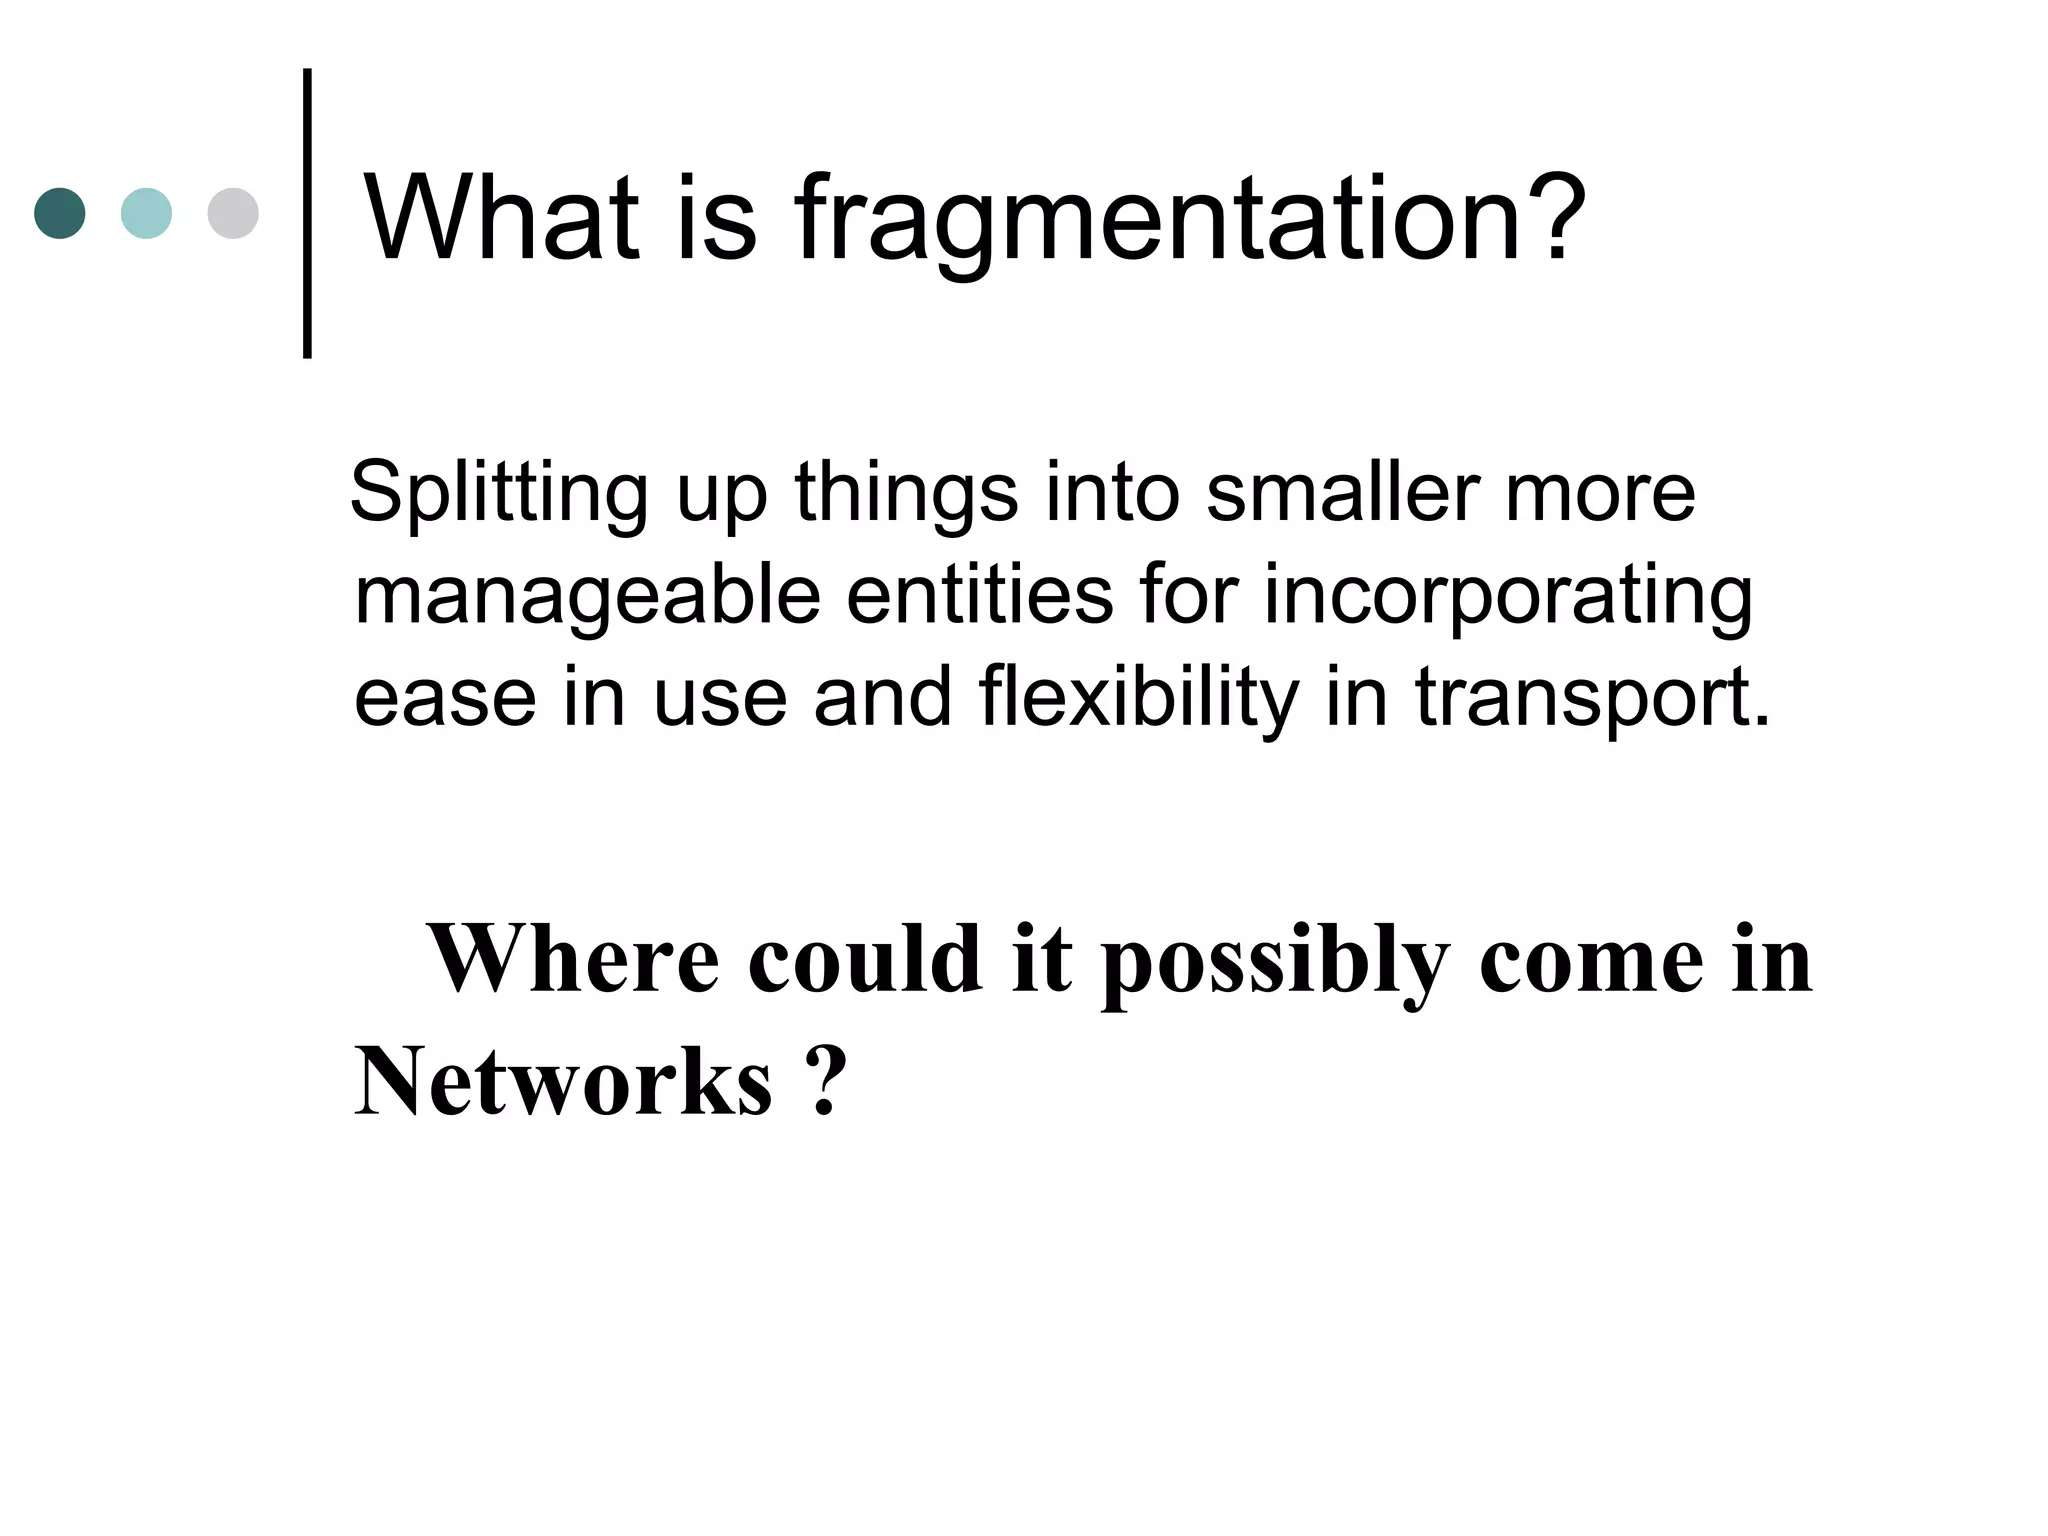 What is fragmentation?
Splitting up things into smaller more
manageable entities for incorporating
ease in use and flexibility in transport.
Where could it possibly come in
Networks ?